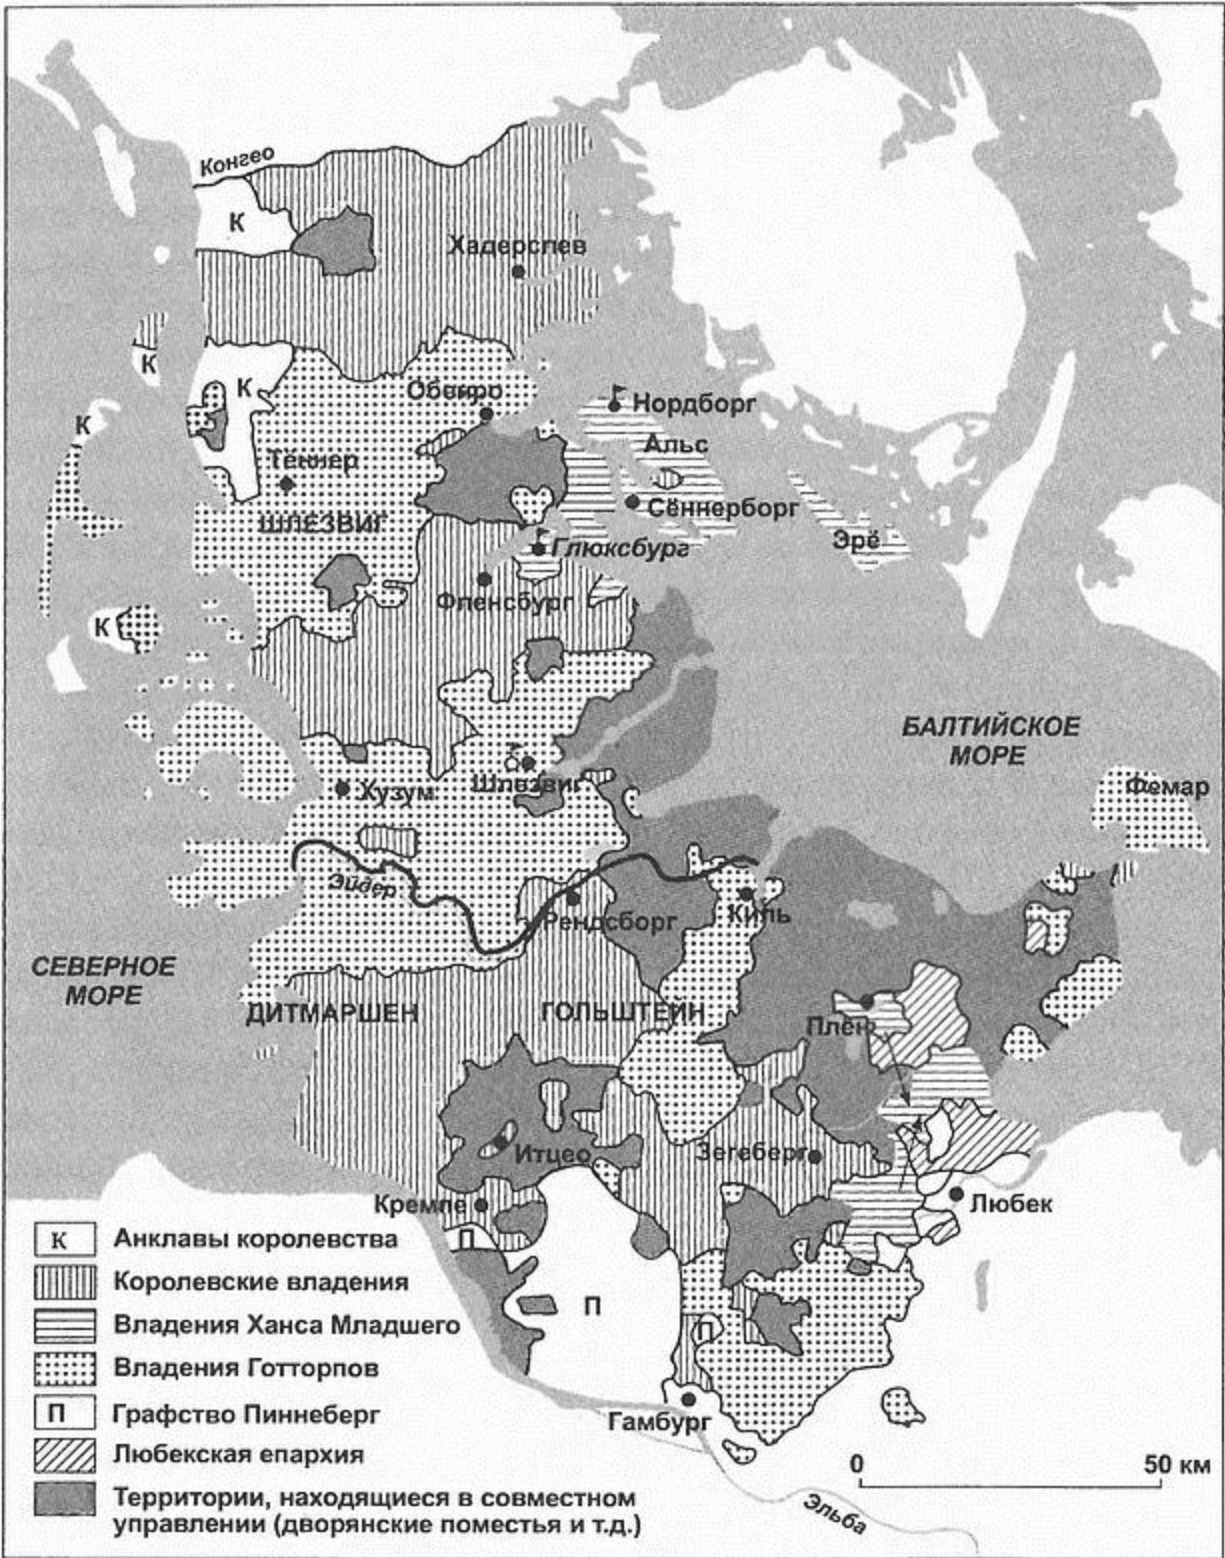 Конгео
К
Хадерслев
К
К
К
Обенро
Нордборг
Альс
Тённер
Сённерборг
ШЛЕЗВИГ
Глюксбург
Эрё
Фленсбург
К
БАЛТИЙСКОЕ
МОРЕ
Шлезвиг
Хузум
Фемар
Эйдер
Рендсборг
Киль
СЕВЕРНОЕ
МОРЕ
ДИТМАРШЕН
ГОЛЬШТЕЙН
Плён
Итцео
Зегеберг
Кремпе
Любек
П
П
П
Гамбург
Эльба
К Анклавы королевства
Королевские владения
Владения Ханса Младшего
Владения Готторпов
П Графство Пиннеберг
Любекская епархия
Территории, находящиеся в совместном
управлении (дворянские поместья и т.д.)
0 50 км